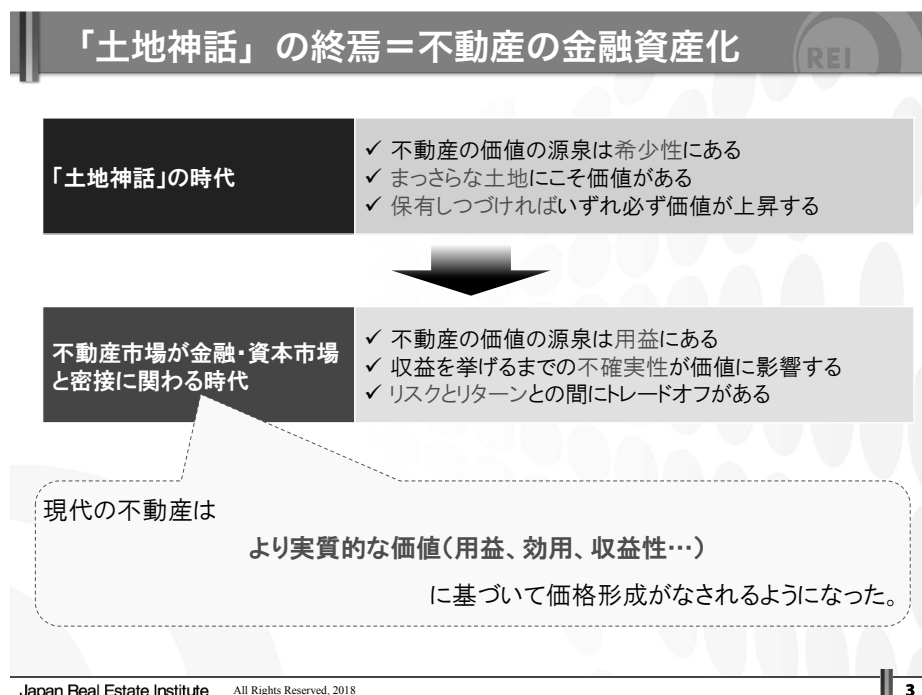 「土地神話」の終焉=不動産の金融資産化
REI
「土地神話」の時代
✓ 不動産の価値の源泉は希少性にある
✓ まっさらな土地にこそ価値がある
✓ 保有しつづければいずれ必ず価値が上昇する
不動産市場が金融・資本市場
と密接に関わる時代
✓ 不動産の価値の源泉は用益にある
✓ 収益を挙げるまでの不確実性が価値に影響する
✓ リスクとリターンとの間にトレードオフがある
現代の不動産は
より実質的な価値(用益、効用、収益性…)
に基づいて価格形成がなされるようになった。
Japan Real Estate Institute All Rights Reserved, 2018
3